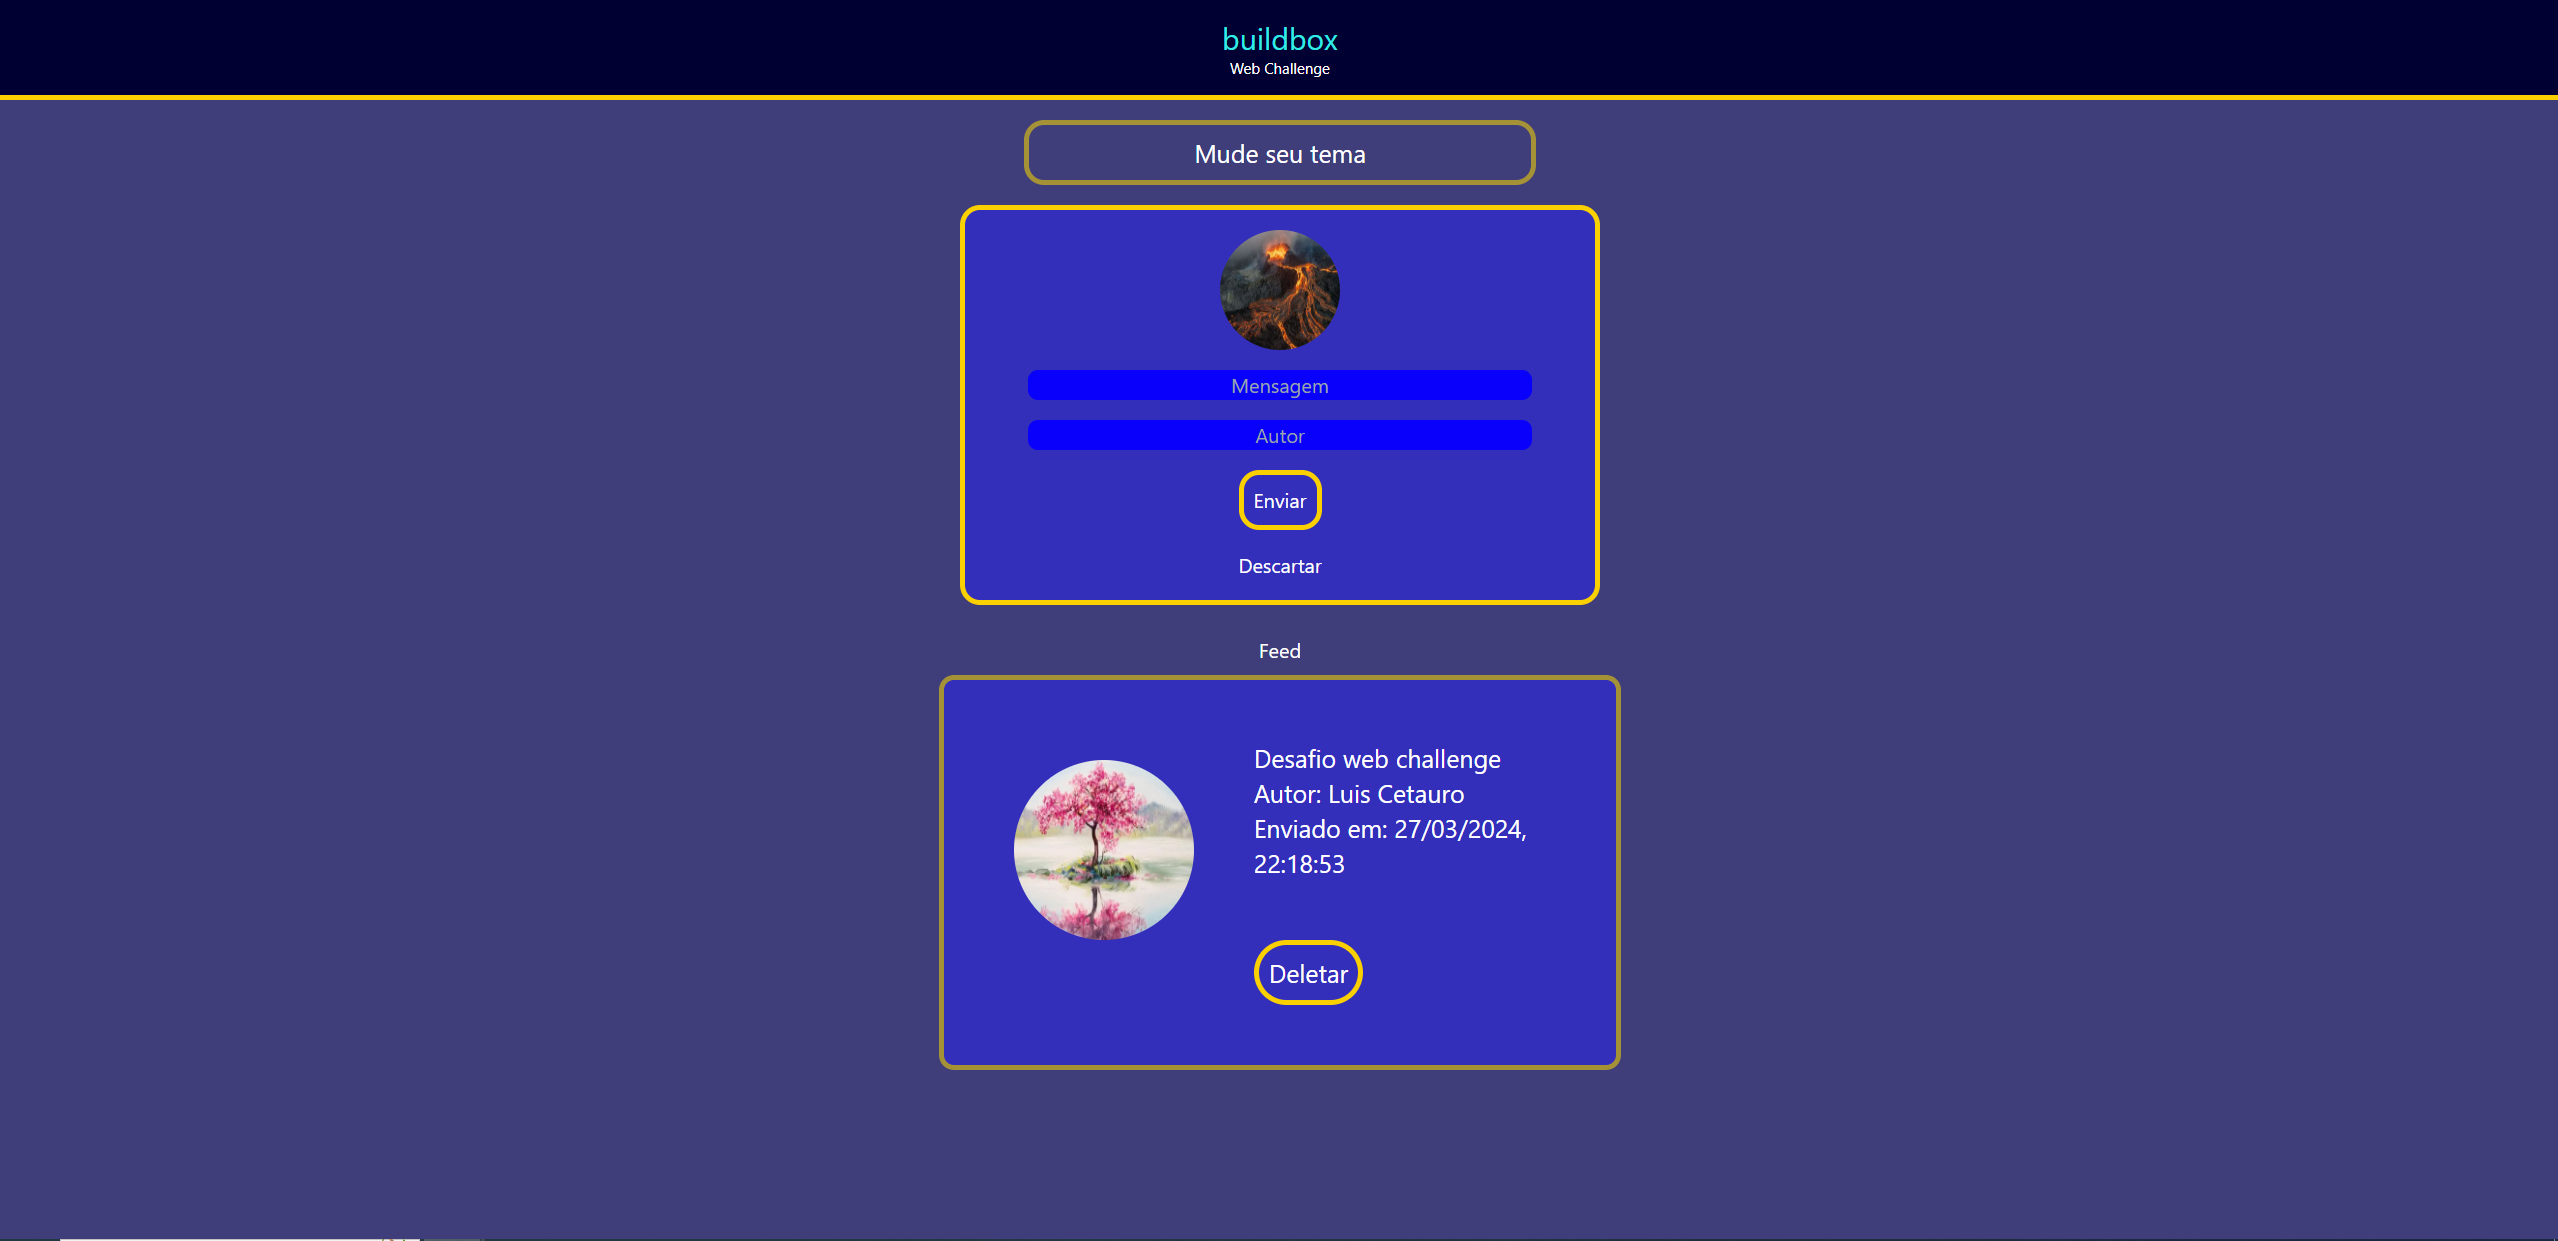 buildbox
Web Challenge
Mude seu tema
Mensagem
Autor
Enviar
Descartar
Feed
Desafio web challenge
Autor: Luis Cetauro
Enviado em: 27/03/2024,
22:18:53
Deletar